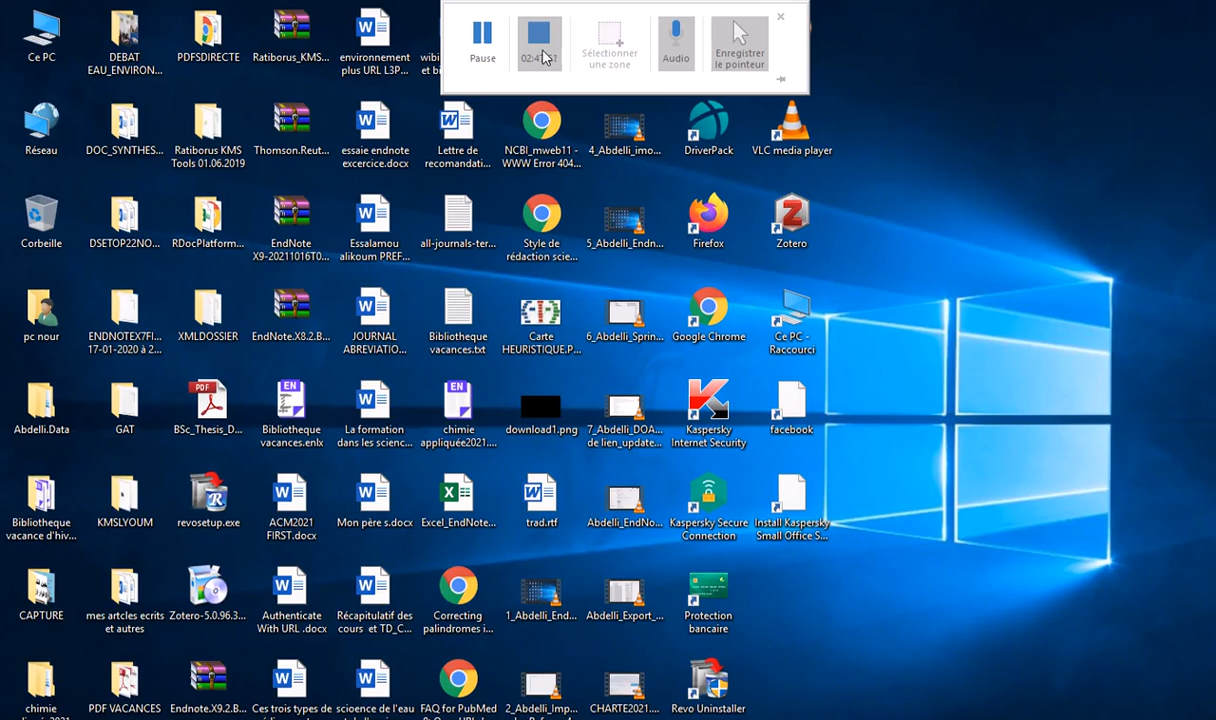 Pause
Sélectionner
une zone
Audio
Enregistrer
le pointeur
Ce PC
DEBAT
EAU_ENVIRON...
PDFSDIRECTE
Ratiborus_KMS...
environnement
plus URL L3P...
Réseau
DOC_SYNTHES...
Ratiborus KMS
Tools 01.06.2019
Thomson.Reut...
essaie endnote
excercice.docx
Lettre de
recomandati...
NCBI_mweb11 -
WWW Error 404...
4_Abdelli_imo...
DriverPack
VLC media player
Corbeille
DSETOP22NO...
RDocPlatform...
EndNote
X9-20211016T0...
Essalamou
alikoum PREF...
all-journals-ter...
Style de
rédaction scie...
5_Abdelli_Endn...
Firefox
Zotero
pc nour
ENDNOTEX7FI...
17-01-2020 à 2...
XMLDOSSIER
EndNote.X8.2.B...
JOURNAL
ABREVIATIO...
Bibliotheque
vacances.txt
Carte
HEURISTIQUE.P...
6_Abdelli_Sprin...
Google Chrome
Ce PC -
Raccourci
Abdelli.Data
GAT
PDF
BSc_Thesis_D...
EN
Bibliotheque
vacances.enlx
La formation
dans les scienc...
EN
chimie
appliquée2021....
download1.png
7_Abdelli_DOA...
de lien_update...
Kaspersky
Internet Security
facebook
Bibliotheque
vacance d'hiv...
KMSLYOUM
revosetup.exe
ACM2021
FIRST.docx
Mon père s.docx
Excel_EndNote...
trad.rtf
Abdelli_EndNo...
Kaspersky Secure
Connection
Install Kaspersky
Small Office S...
CAPTURE
mes artcles ecrits
et autres
Zotero-5.0.96.3...
Authenticate
With URL .docx
Récapitulatif des
cours et TD_C...
Correcting
palindromes i...
1_Abdelli_End...
Abdelli_Export_...
Protection
bancaire
chimie
PDF VACANCES
Endnote.X9.2.B...
Ces trois types de
scioence de l'eau
FAQ for PubMed
2_Abdelli_Imp...
CHARTE2021....
Revo Uninstaller